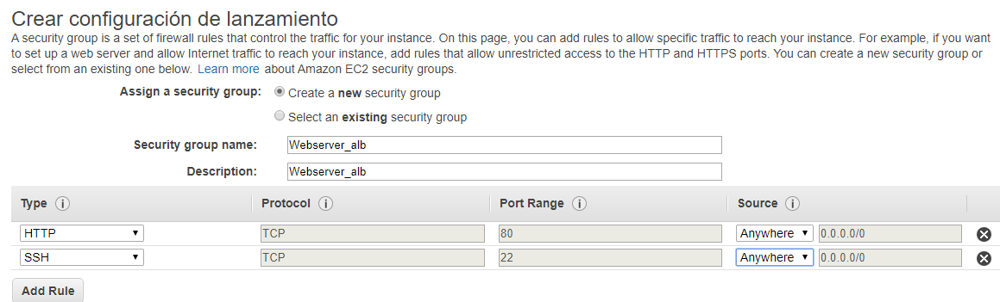 Crear configuración de lanzamiento
A security group is a set of firewall rules that control the traffic for your instance. On this page, you can add rules to allow specific traffic to reach your instance. For example, if you want
to set up a web server and allow Internet traffic to reach your instance, add rules that allow unrestricted access to the HTTP and HTTPS ports. You can create a new security group or
select from an existing one below. Learn more about Amazon EC2 security groups.
Assign a security group: Create a new security group
Select an existing security group
Security group name: Webserver_alb
Description: Webserver_alb
Type i Protocol i Port Range i Source i
HTTP TCP 80 Anywhere 0.0.0.0/0
SSH TCP 22 Anywhere 0.0.0.0/0
Add Rule